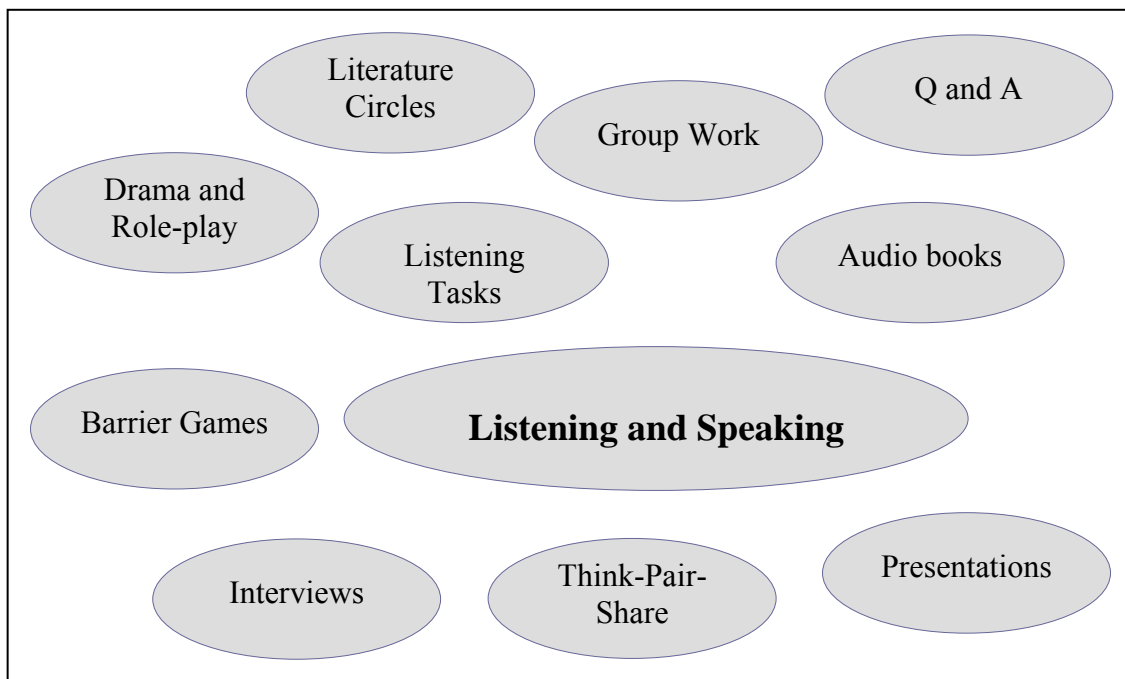 Literature
Circles
Q and A
Group Work
Drama and
Role-play
Listening
Tasks
Audio books
Barrier Games
Listening and Speaking
Interviews
Think-Pair-
Share
Presentations